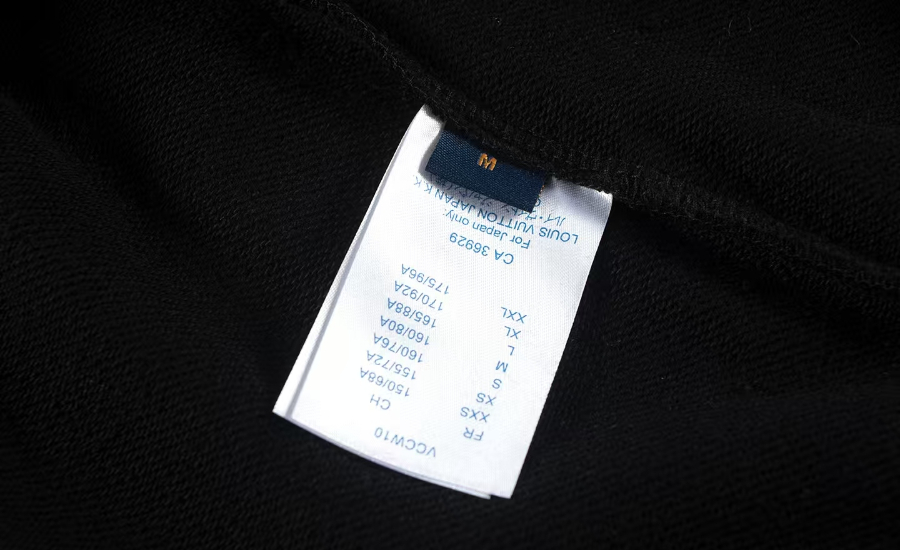 VCCW10
FR CH
XXS 150/68A
XS 155/72A
S 160/76A
M 160/80A
L 165/88A
XL 170/92A
XXL 175/96A
CA 36929
For Japan only:
LOUIS VUITTON JAPAN K.K
M